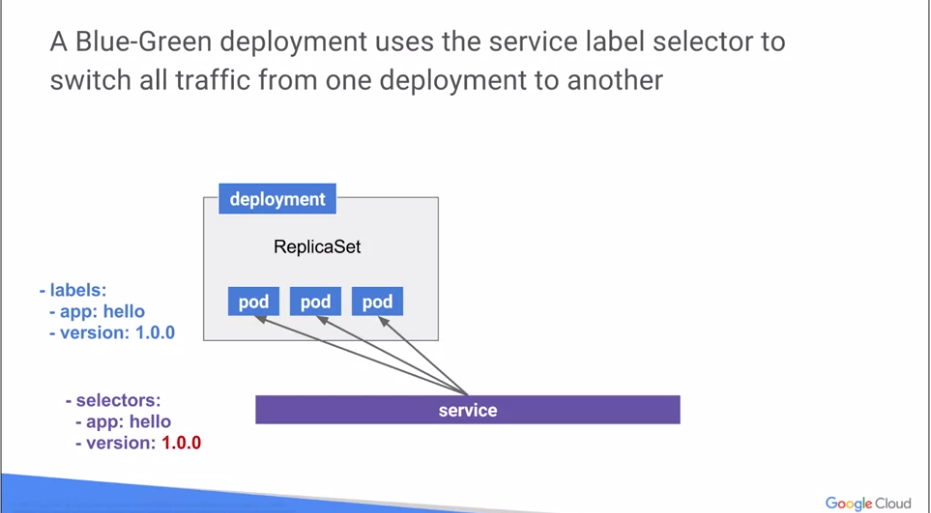 A Blue-Green deployment uses the service label selector to
switch all traffic from one deployment to another
deployment
ReplicaSet
pod pod pod
- labels:
- app: hello
- version: 1.0.0
- selectors:
- app: hello
- version: 1.0.0
service
Google Cloud